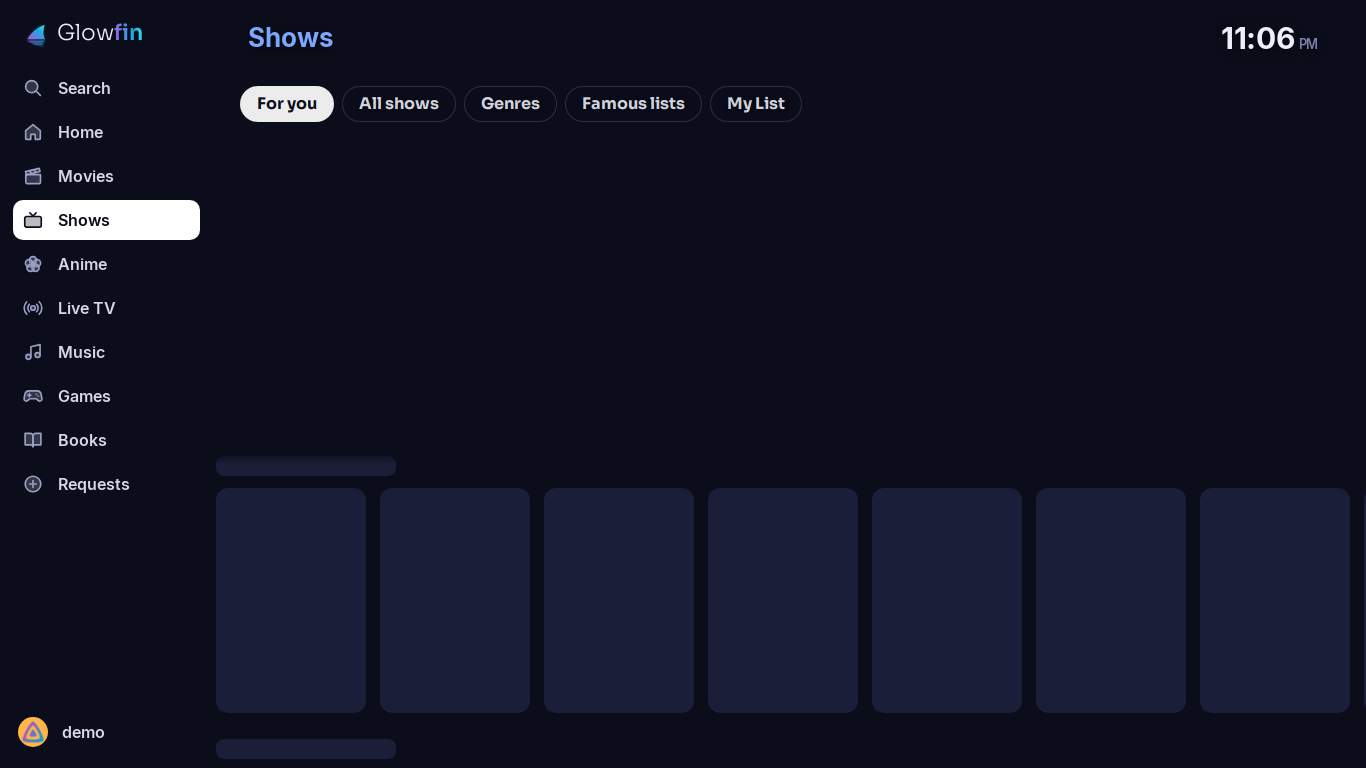 Glowfin
Shows
11:06 PM
Search
Home
Movies
Shows
Anime
Live TV
Music
Games
Books
Requests
For you
All shows
Genres
Famous lists
My List
demo